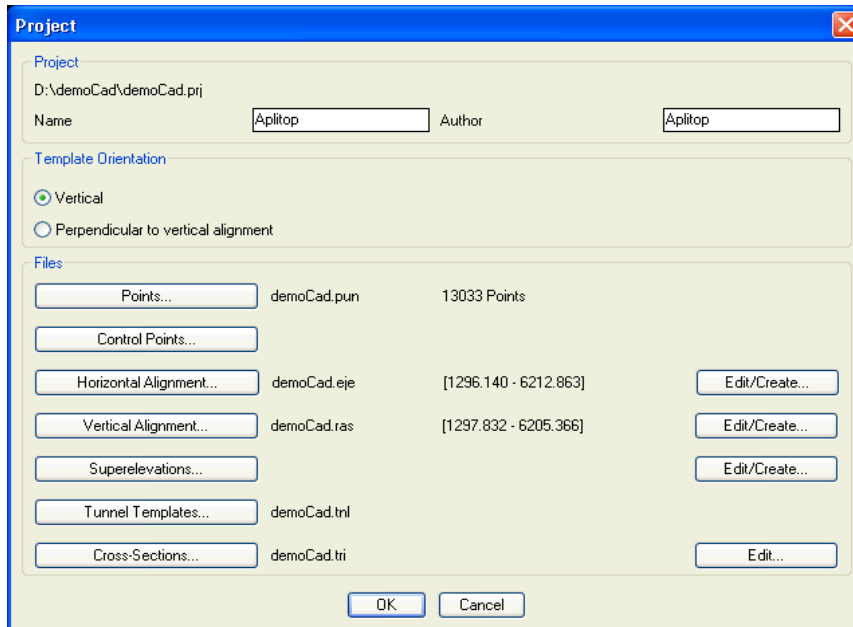 Project
Project
D:\demoCad\demoCad.prj
Name Aplitop Author Aplitop
Template Orientation
Vertical
Perpendicular to vertical alignment
Files
Points... demoCad.pun 13033 Points
Control Points...
Horizontal Alignment... demoCad.eje [1296.140 - 6212.863] Edit/Create...
Vertical Alignment... demoCad.ras [1297.832 - 6205.366] Edit/Create...
Superelevations... Edit/Create...
Tunnel Templates... demoCad.tnl
Cross-Sections... demoCad.tri Edit...
OK Cancel